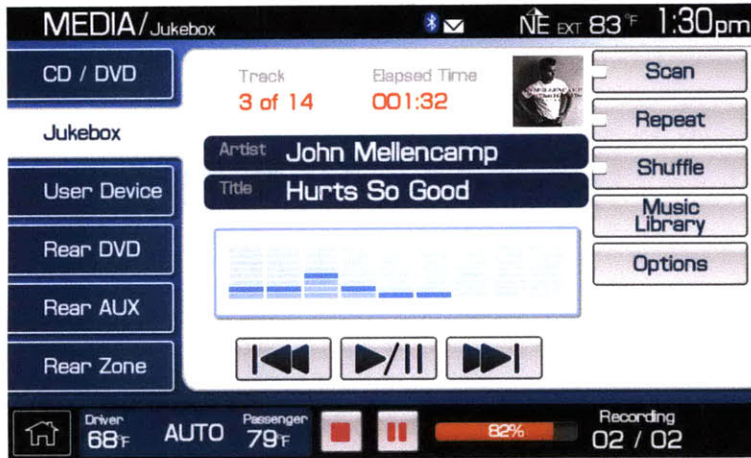 MEDIA/Jukebox NE EXT 83°F 1:30pm
CD / DVD
Jukebox
User Device
Rear DVD
Rear AUX
Rear Zone
Track Elapsed Time
3 of 14 001:32
Artist John Mellencamp
Title Hurts So Good
Scan
Repeat
Shuffle
Music
Library
Options
Driver Passenger Recording
68°F AUTO 79°F 82% 02 / 02